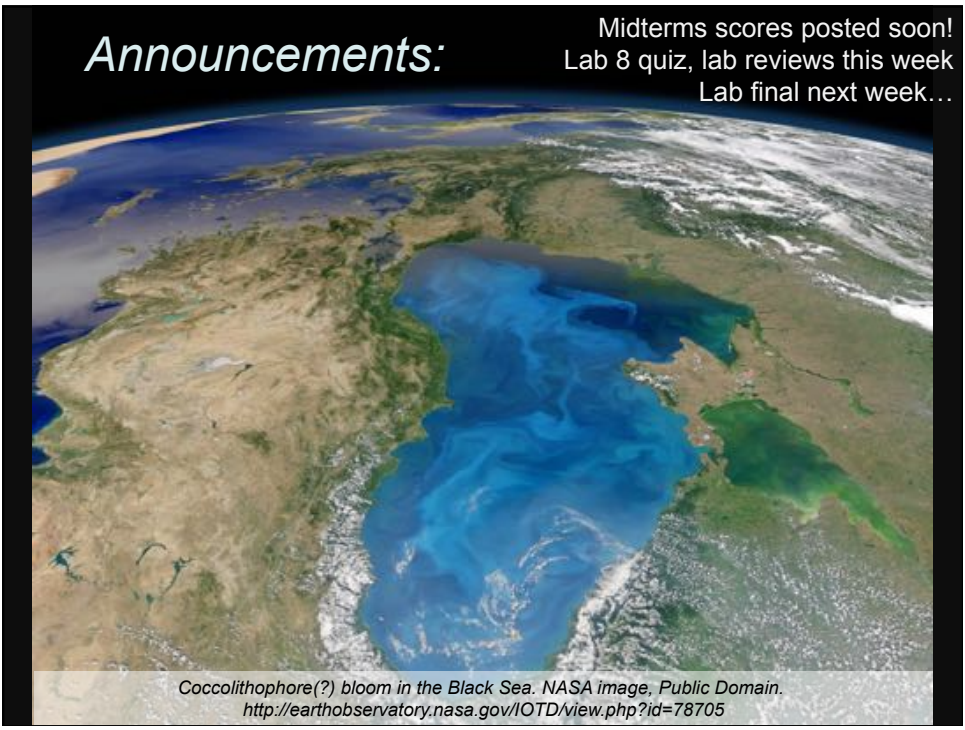 Announcements:
Midterms scores posted soon!
Lab 8 quiz, lab reviews this week
Lab final next week…
Coccolithophore(?) bloom in the Black Sea. NASA image, Public Domain.
http://earthobservatory.nasa.gov/IOTD/view.php?id=78705